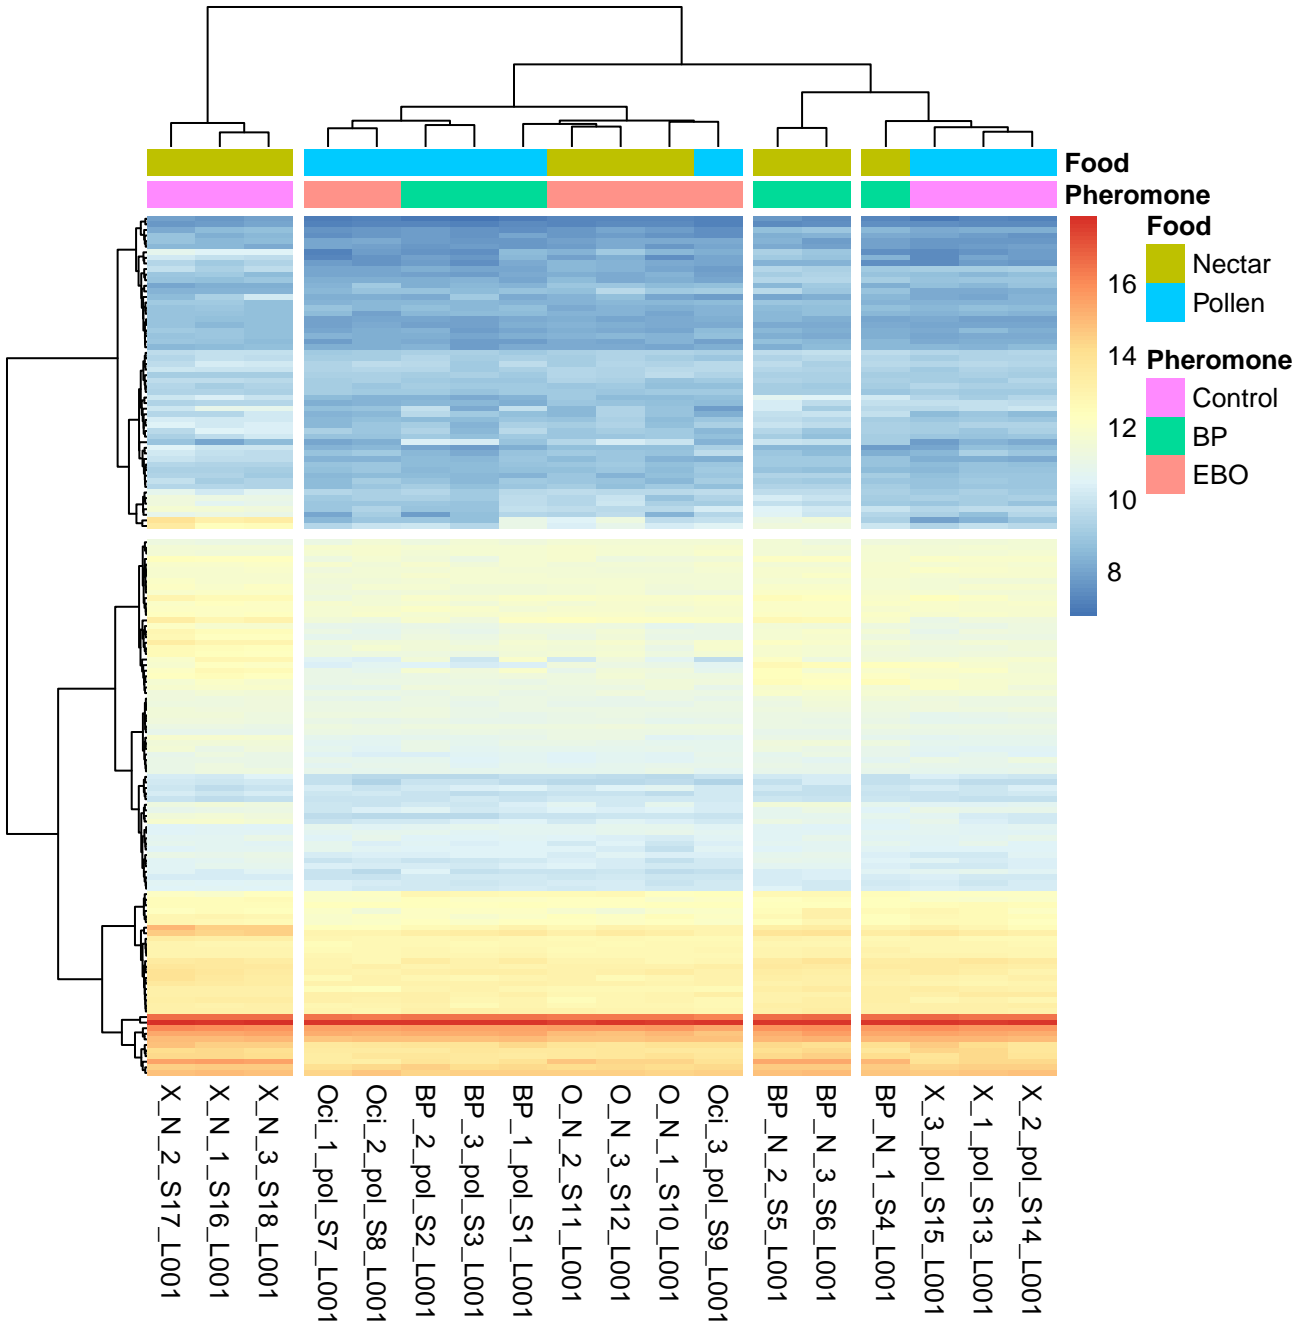 Food
Pheromone
Food
Nectar
Pollen
Pheromone
Control
BP
EBO
16
14
12
10
8
X_N_2_S17_L001
X_N_1_S16_L001
X_N_3_S18_L001
Oci_1_pol_S7_L001
Oci_2_pol_S8_L001
BP_2_pol_S2_L001
BP_3_pol_S3_L001
BP_1_pol_S1_L001
O_N_2_S11_L001
O_N_3_S12_L001
O_N_1_S10_L001
Oci_3_pol_S9_L001
BP_N_2_S5_L001
BP_N_3_S6_L001
BP_N_1_S4_L001
X_3_pol_S15_L001
X_1_pol_S13_L001
X_2_pol_S14_L001